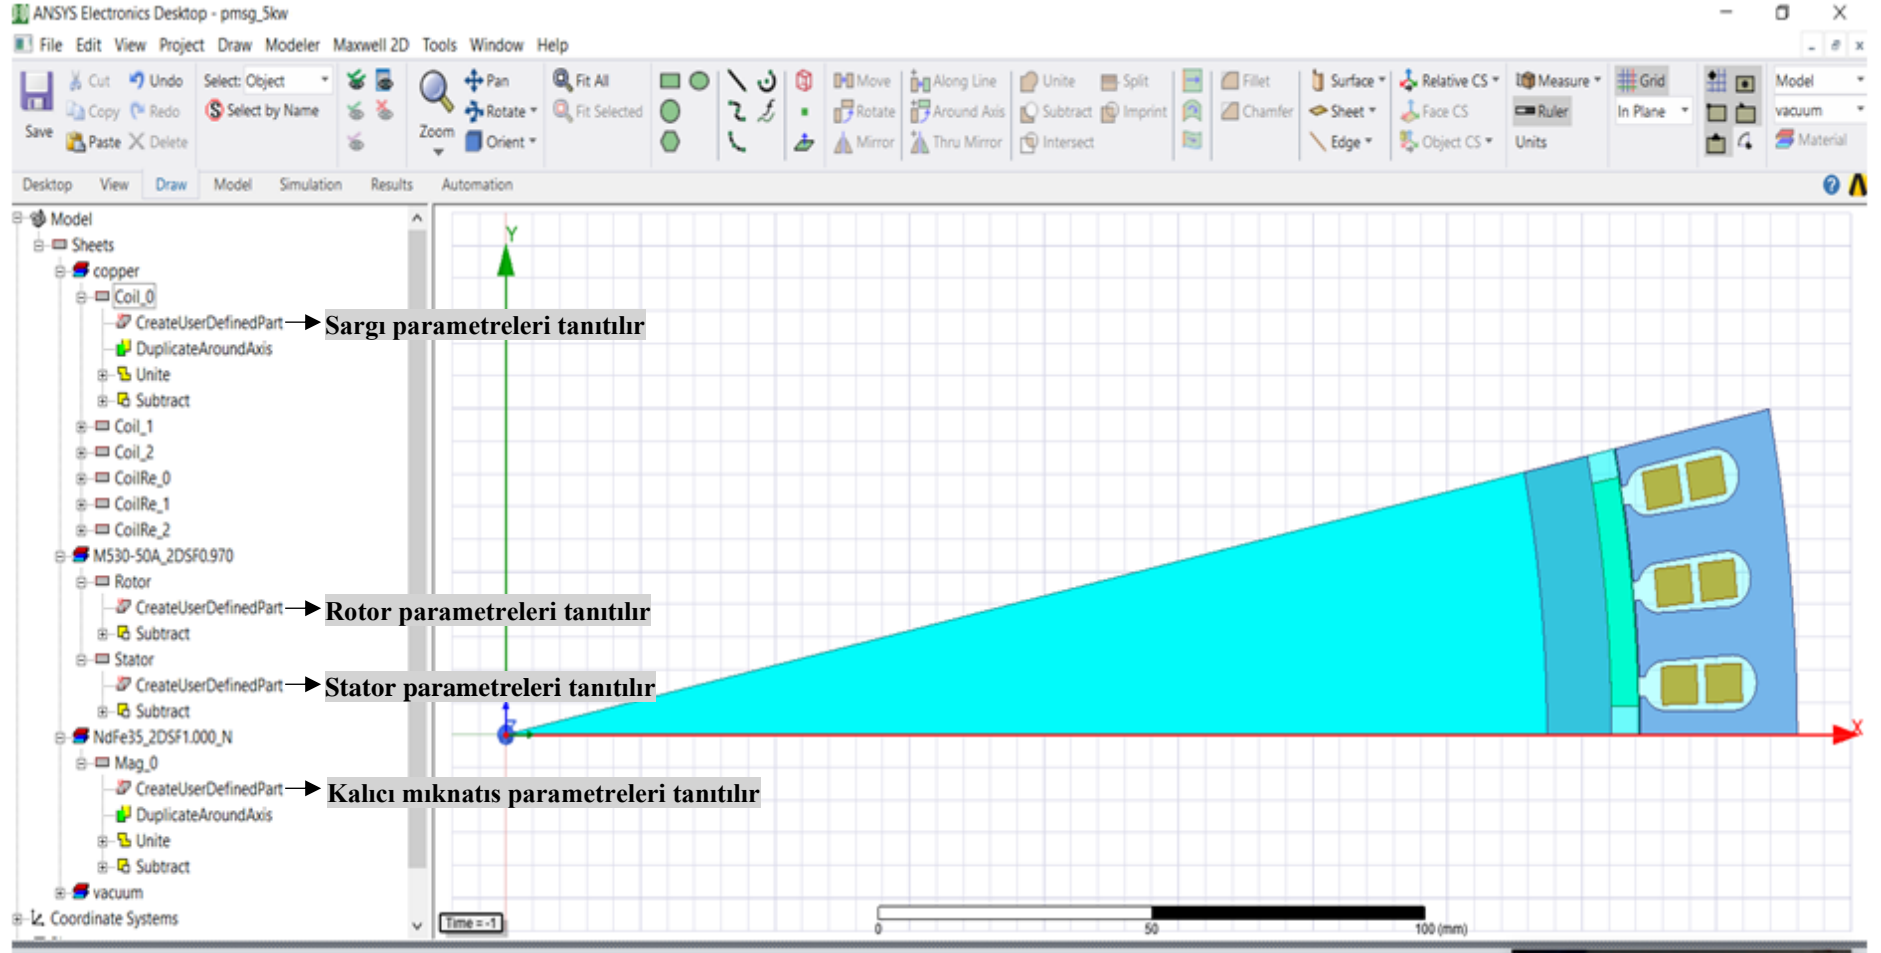 ANSYS Electronics Desktop - pmsg_5kw
File Edit View Project Draw Modeler Maxwell 2D Tools Window Help
Save
Cut Undo
Copy Redo
Paste Delete
Select: Object
Select by Name
Zoom
Pan
Rotate
Orient
Fit All
Fit Selected
Move Along Line
Rotate Around Axis
Mirror Thru Mirror
Unite Split
Subtract Imprint
Intersect
Fillet
Chamfer
Surface
Sheet
Edge
Relative CS
Face CS
Object CS
Measure
Ruler
Units
Grid
In Plane
Model
vacuum
Material
Desktop View Draw Model Simulation Results Automation
Model
Sheets
copper
Coil_0
CreateUserDefinedPart
Sargı parametreleri tanıtılır
DuplicateAroundAxis
Unite
Subtract
Coil_1
Coil_2
CoilRe_0
CoilRe_1
CoilRe_2
M530-50A_2DSF0.970
Rotor
CreateUserDefinedPart
Rotor parametreleri tanıtılır
Subtract
Stator
CreateUserDefinedPart
Stator parametreleri tanıtılır
Subtract
NdFe35_2DSF1.000_N
Mag_0
CreateUserDefinedPart
Kalıcı mıknatıs parametreleri tanıtılır
DuplicateAroundAxis
Unite
Subtract
vacuum
Coordinate Systems
Y
Z
X
Time = -1
0 50 100 (mm)